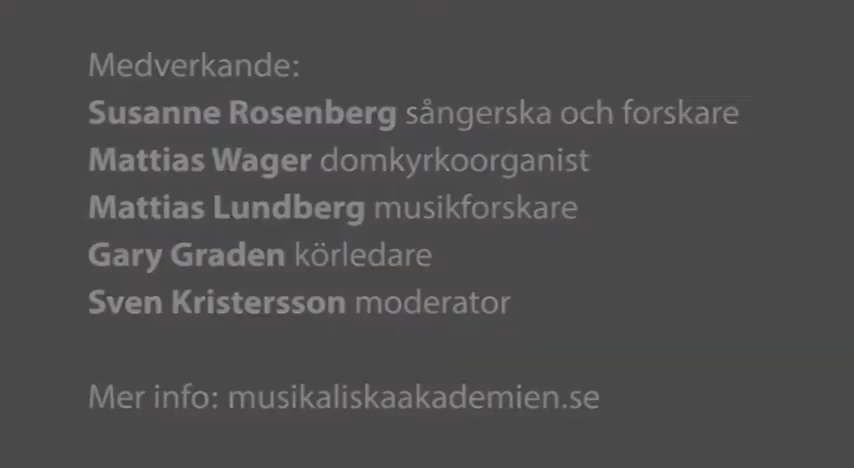 Medverkande:
Susanne Rosenberg sångerska och forskare
Mattias Wager domkyrkoorganist
Mattias Lundberg musikforskare
Gary Graden körledare
Sven Kristersson moderator
Mer info: musikaliskaakademien.se